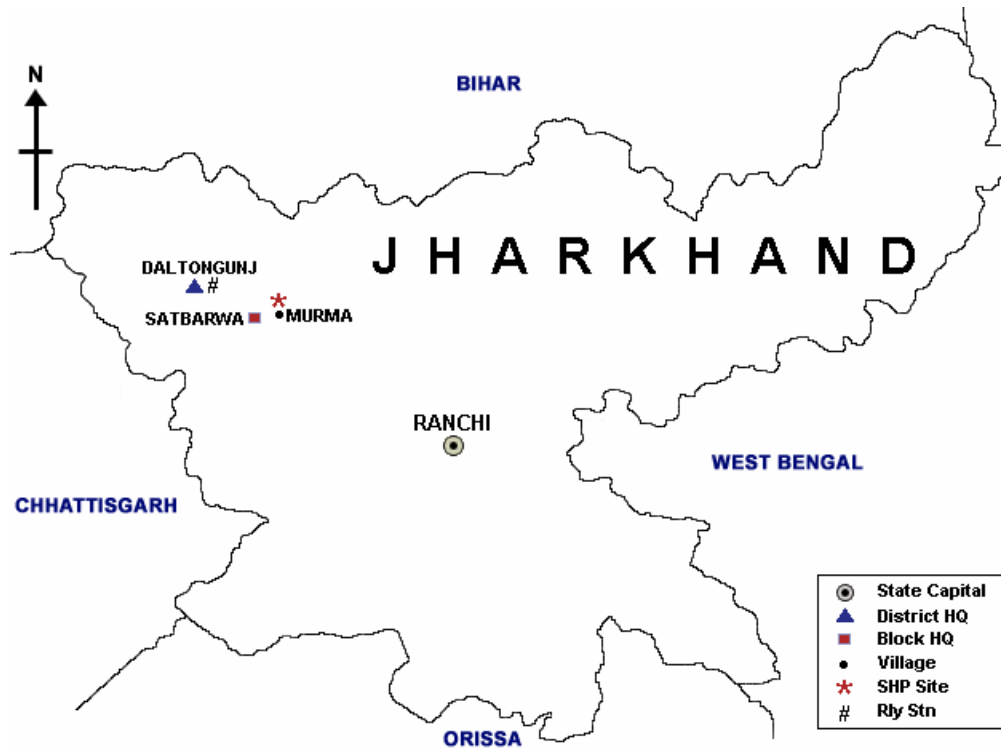 BIHAR
N
JHARKHAND
DALTONGUNJ
#
SATBARWA
MURMA
RANCHI
WEST BENGAL
CHHATTISGARH
State Capital
District HQ
Block HQ
Village
SHP Site
# Rly Stn
ORISSA